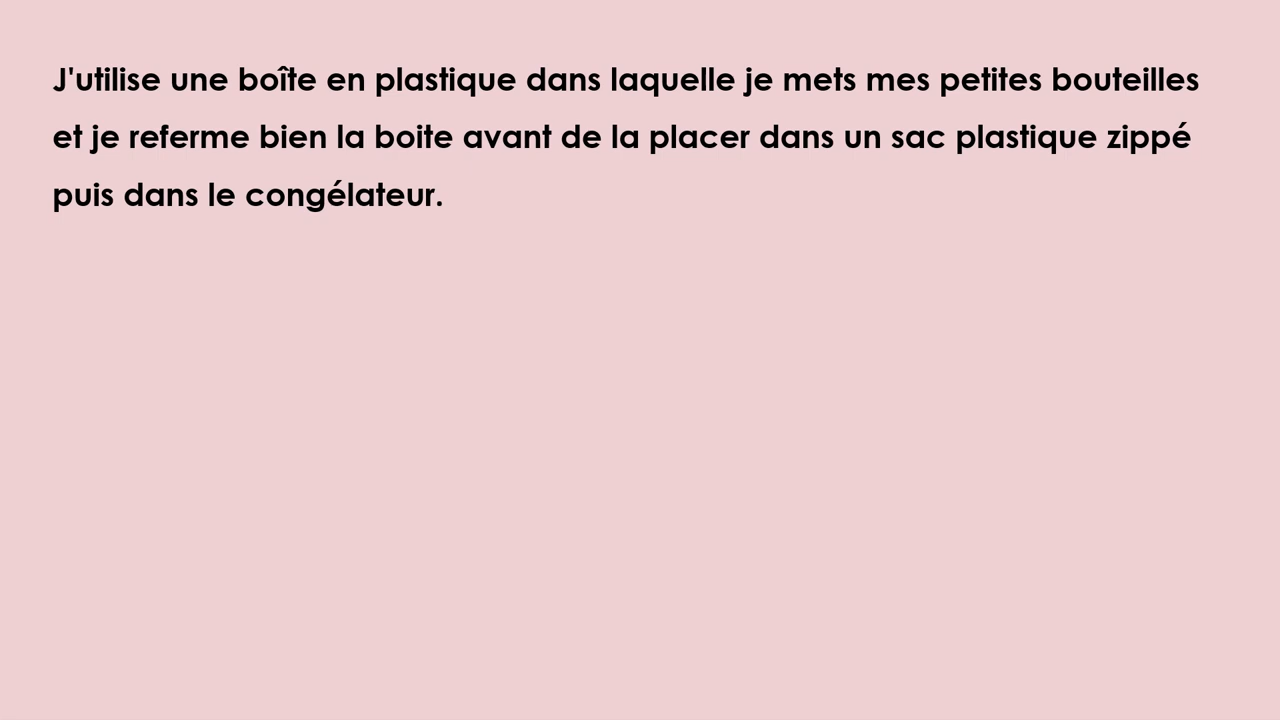 J'utilise une boîte en plastique dans laquelle je mets mes petites bouteilles
et je referme bien la boite avant de la placer dans un sac plastique zippé
puis dans le congélateur.